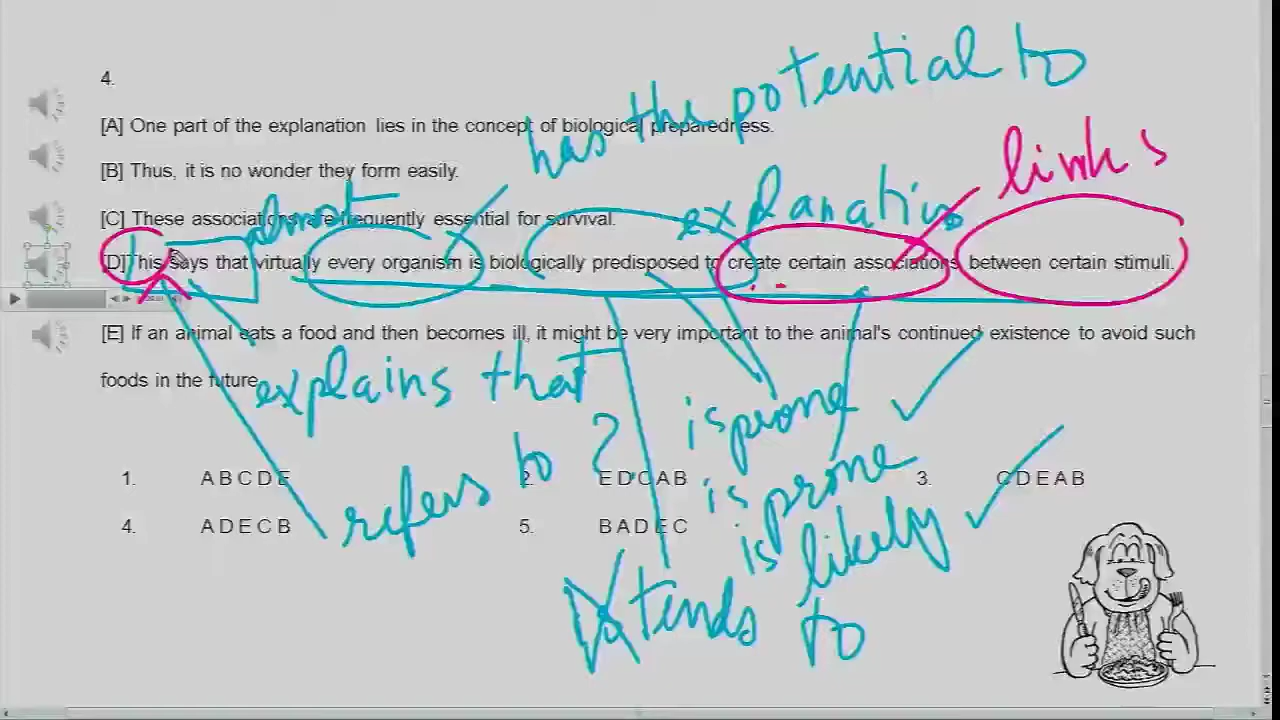 4.
has the potential to
[A] One part of the explanation lies in the concept of biological preparedness.
links
[B] Thus, it is no wonder they form easily.
almost
explanation
[C] These associations are frequently essential for survival.
[D]This says that virtually every organism is biologically predisposed to create certain associations between certain stimuli.
[E] If an animal eats a food and then becomes ill, it might be very important to the animal's continued existence to avoid such
foods in the future.
explains that
is prone
refers to ?
is prone
1. A B C D E
2. E D C A B
3. C D E A B
is likely
4. A D E C B
5. B A D E C
tends to